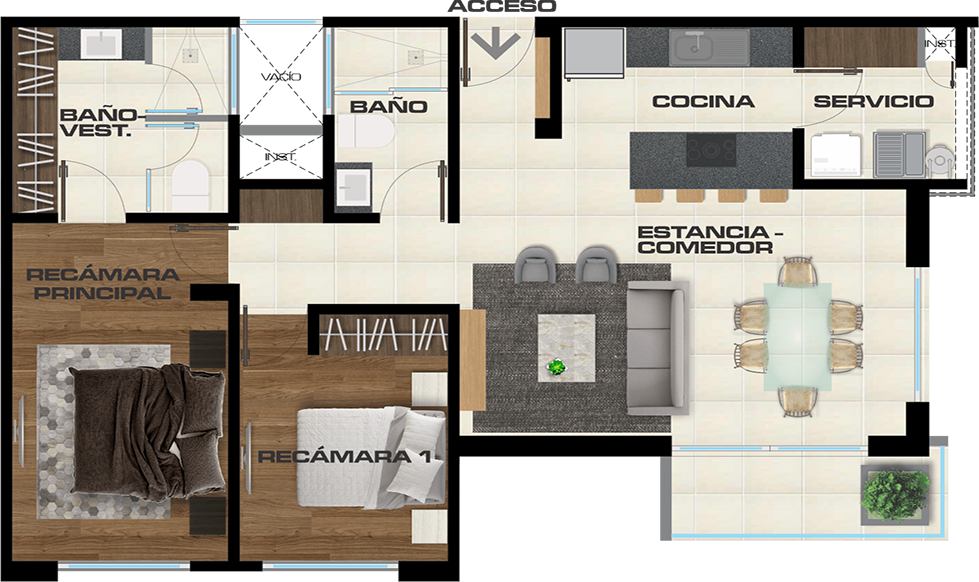 ACCESO
VACÍO
INST.
BAÑO-
VEST.
BAÑO
COCINA
SERVICIO
INST.
ESTANCIA -
COMEDOR
RECÁMARA
PRINCIPAL
RECÁMARA 1